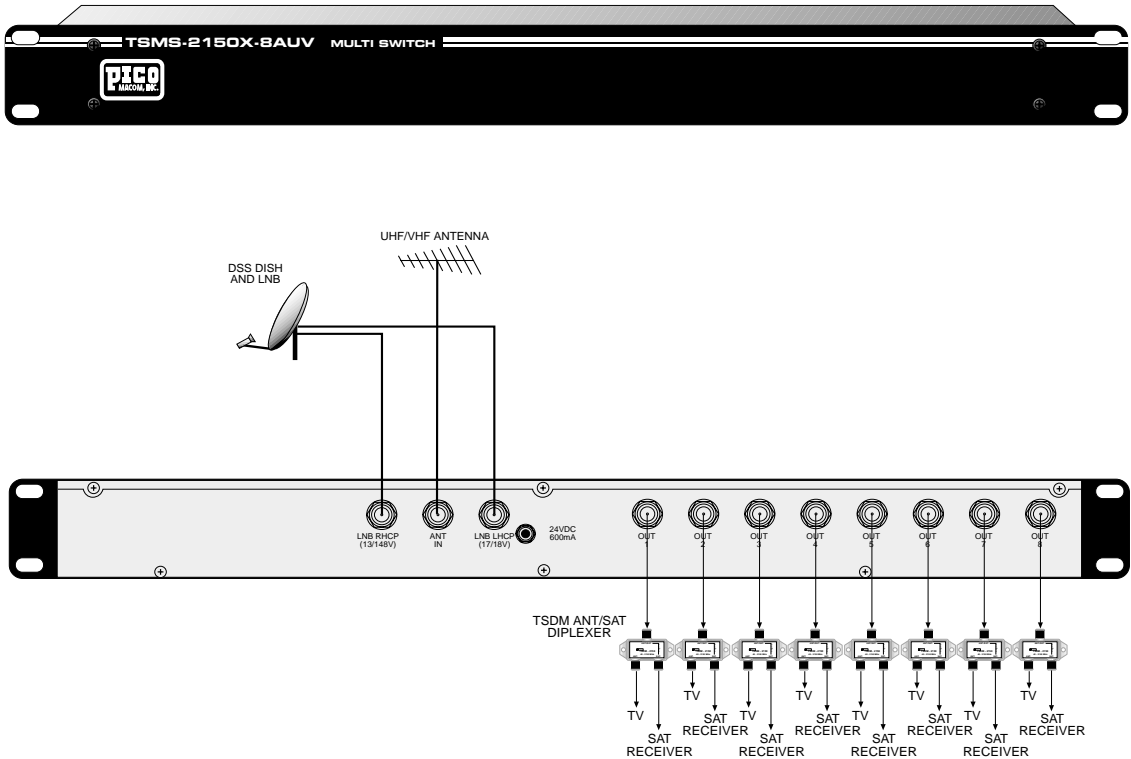 TSMS-2150X-8AUV MULTI SWITCH
PICO
MACOM, INC.
UHF/VHF ANTENNA
DSS DISH
AND LNB
LNB RHCP
(13/148V)
ANT
IN
LNB LHCP
(17/18V)
24VDC
600mA
OUT
1
OUT
2
OUT
3
OUT
4
OUT
5
OUT
6
OUT
7
OUT
8
TSDM ANT/SAT
DIPLEXER
TV
SAT
RECEIVER
TV
SAT
RECEIVER
TV
SAT
RECEIVER
TV
SAT
RECEIVER
TV
SAT
RECEIVER
TV
SAT
RECEIVER
TV
SAT
RECEIVER
TV
SAT
RECEIVER